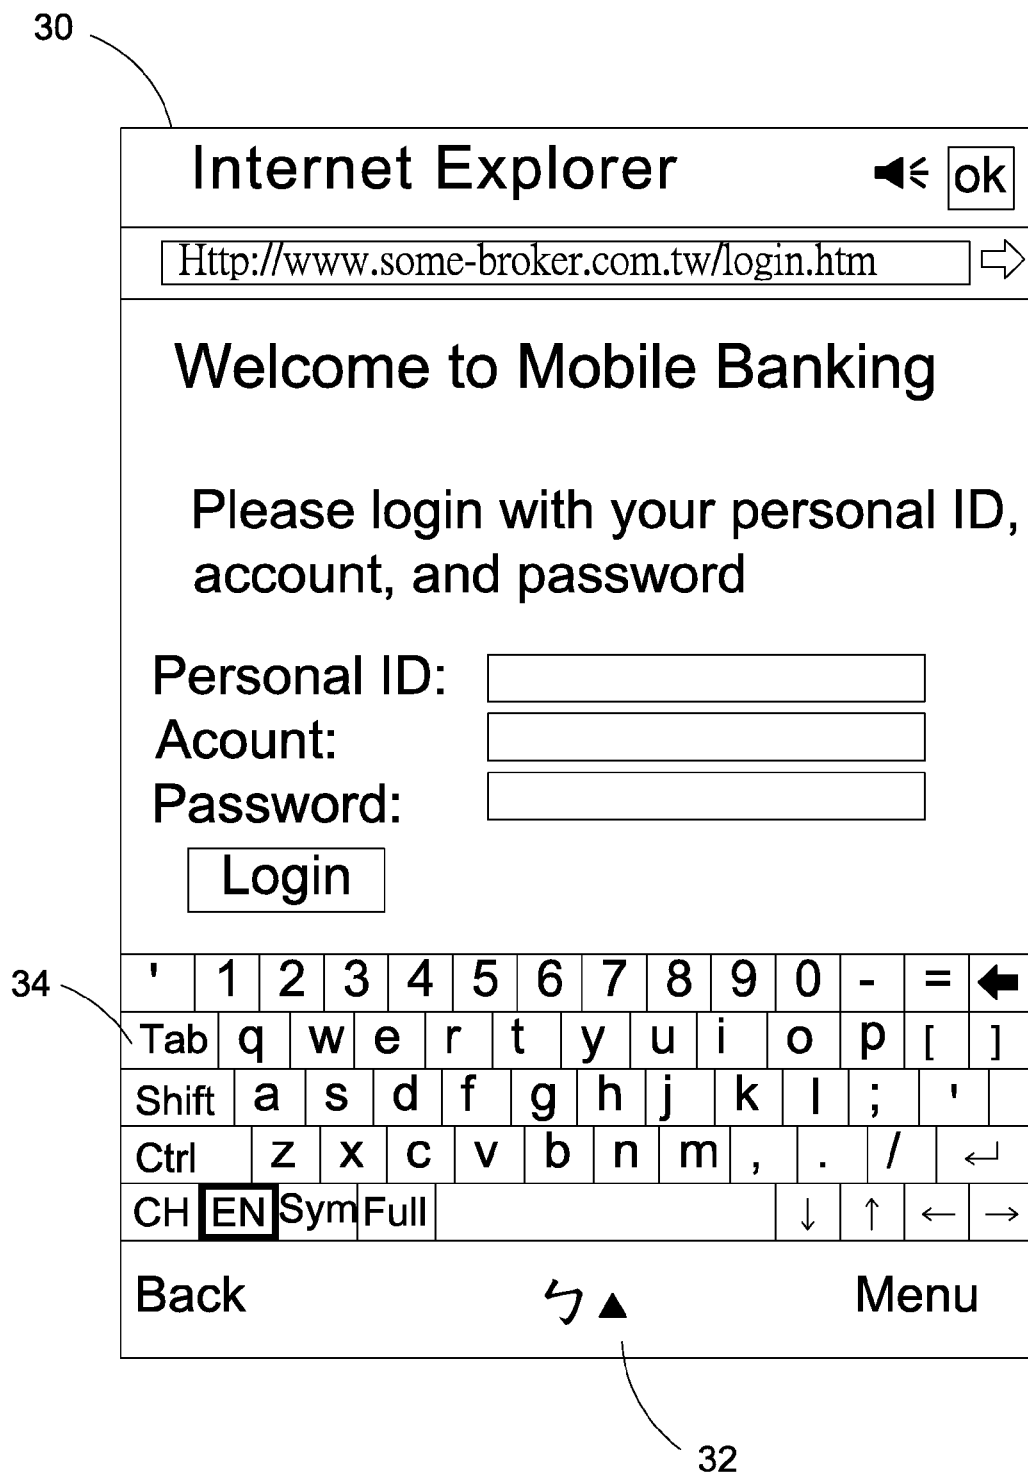 30
Internet Explorer ok
Http://www.some-broker.com.tw/login.htm
Welcome to Mobile Banking
Please login with your personal ID,
account, and password
Personal ID:
Acount:
Password:
Login
34
' 1 2 3 4 5 6 7 8 9 0 - = ←
Tab q w e r t y u i o p [ ]
Shift a s d f g h j k l ; '
Ctrl z x c v b n m , . / ↵
CH EN Sym Full ↓ ↑ ← →
Back ㄅ▲ Menu
32